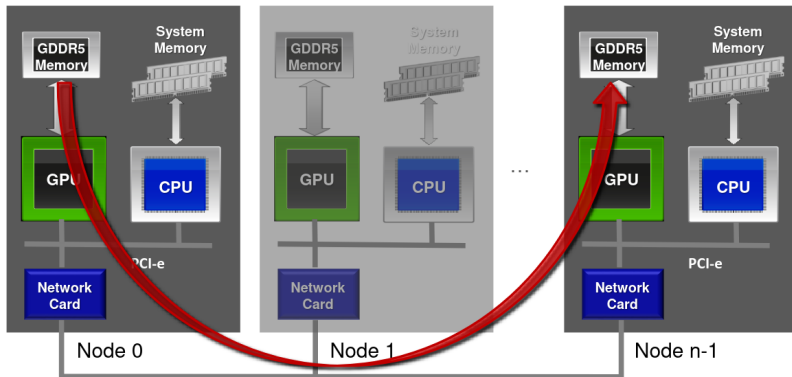 GDDR5
Memory
System
Memory
GPU
CPU
PCI-e
Network
Card
Node 0
GDDR5
Memory
System
Memory
GPU
CPU
Network
Card
Node 1
...
GDDR5
Memory
System
Memory
GPU
CPU
PCI-e
Network
Card
Node n-1